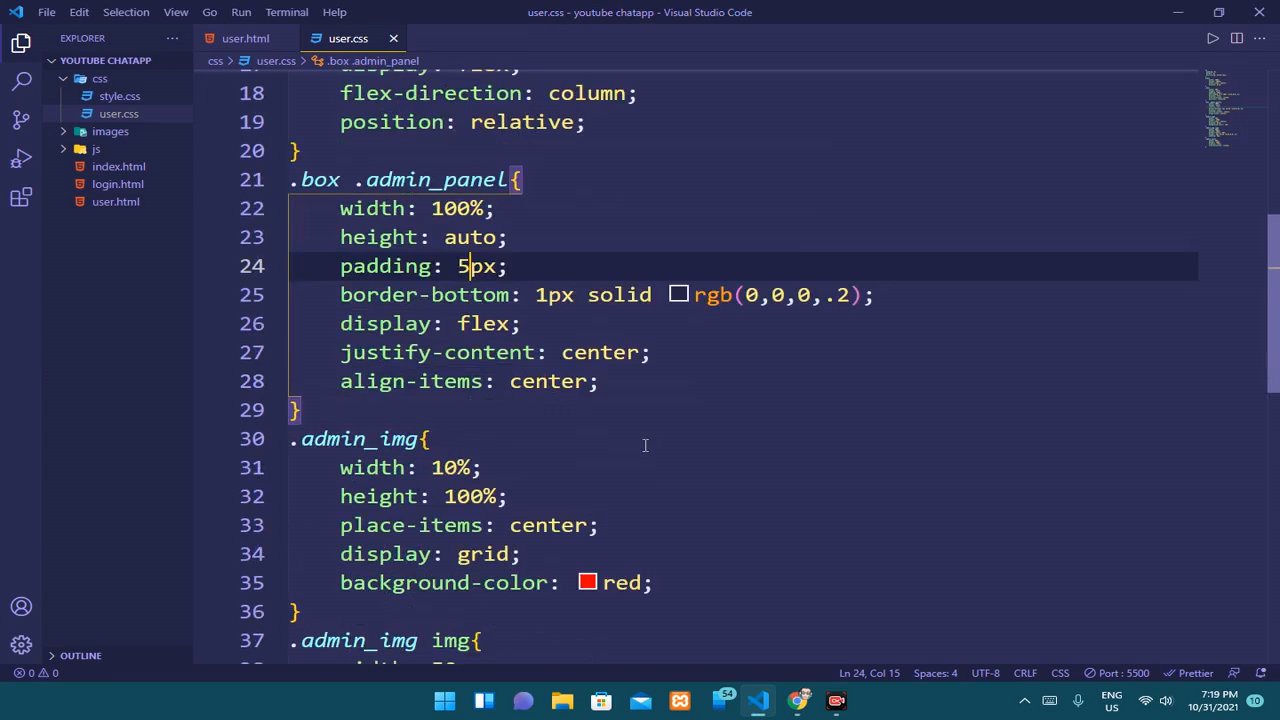 File Edit Selection View Go Run Terminal Help
user.css - youtube chatapp - Visual Studio Code
EXPLORER
YOUTUBE CHATAPP
css
style.css
user.css
images
js
index.html
login.html
user.html
OUTLINE
user.html
user.css
css > user.css > .box .admin_panel
18 flex-direction: column;
19 position: relative;
20 }
21 .box .admin_panel{
22 width: 100%;
23 height: auto;
24 padding: 5px;
25 border-bottom: 1px solid rgb(0,0,0,.2);
26 display: flex;
27 justify-content: center;
28 align-items: center;
29 }
30 .admin_img{
31 width: 10%;
32 height: 100%;
33 place-items: center;
34 display: grid;
35 background-color: red;
36 }
37 .admin_img img{
0 0
Ln 24, Col 15 Spaces: 4 UTF-8 CRLF CSS Port : 5500 Prettier
54
ENG
US
7:19 PM
10/31/2021
10